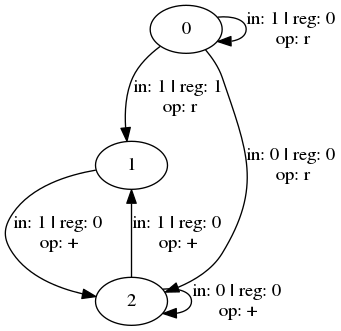 0
in: 1 | reg: 0
op: r
in: 1 | reg: 1
op: r
in: 0 | reg: 0
op: r
1
in: 1 | reg: 0
op: +
in: 1 | reg: 0
op: +
2
in: 0 | reg: 0
op: +